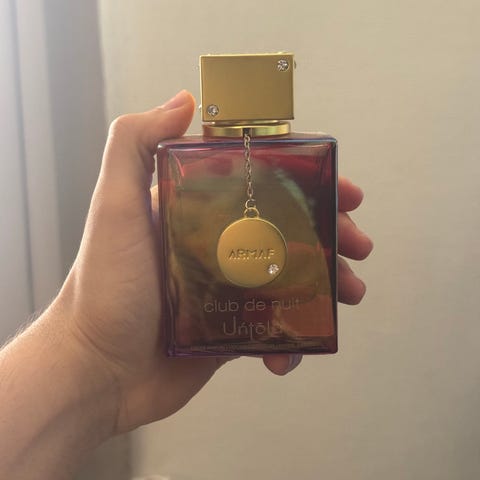 ARMAF
club de nuit
Untold